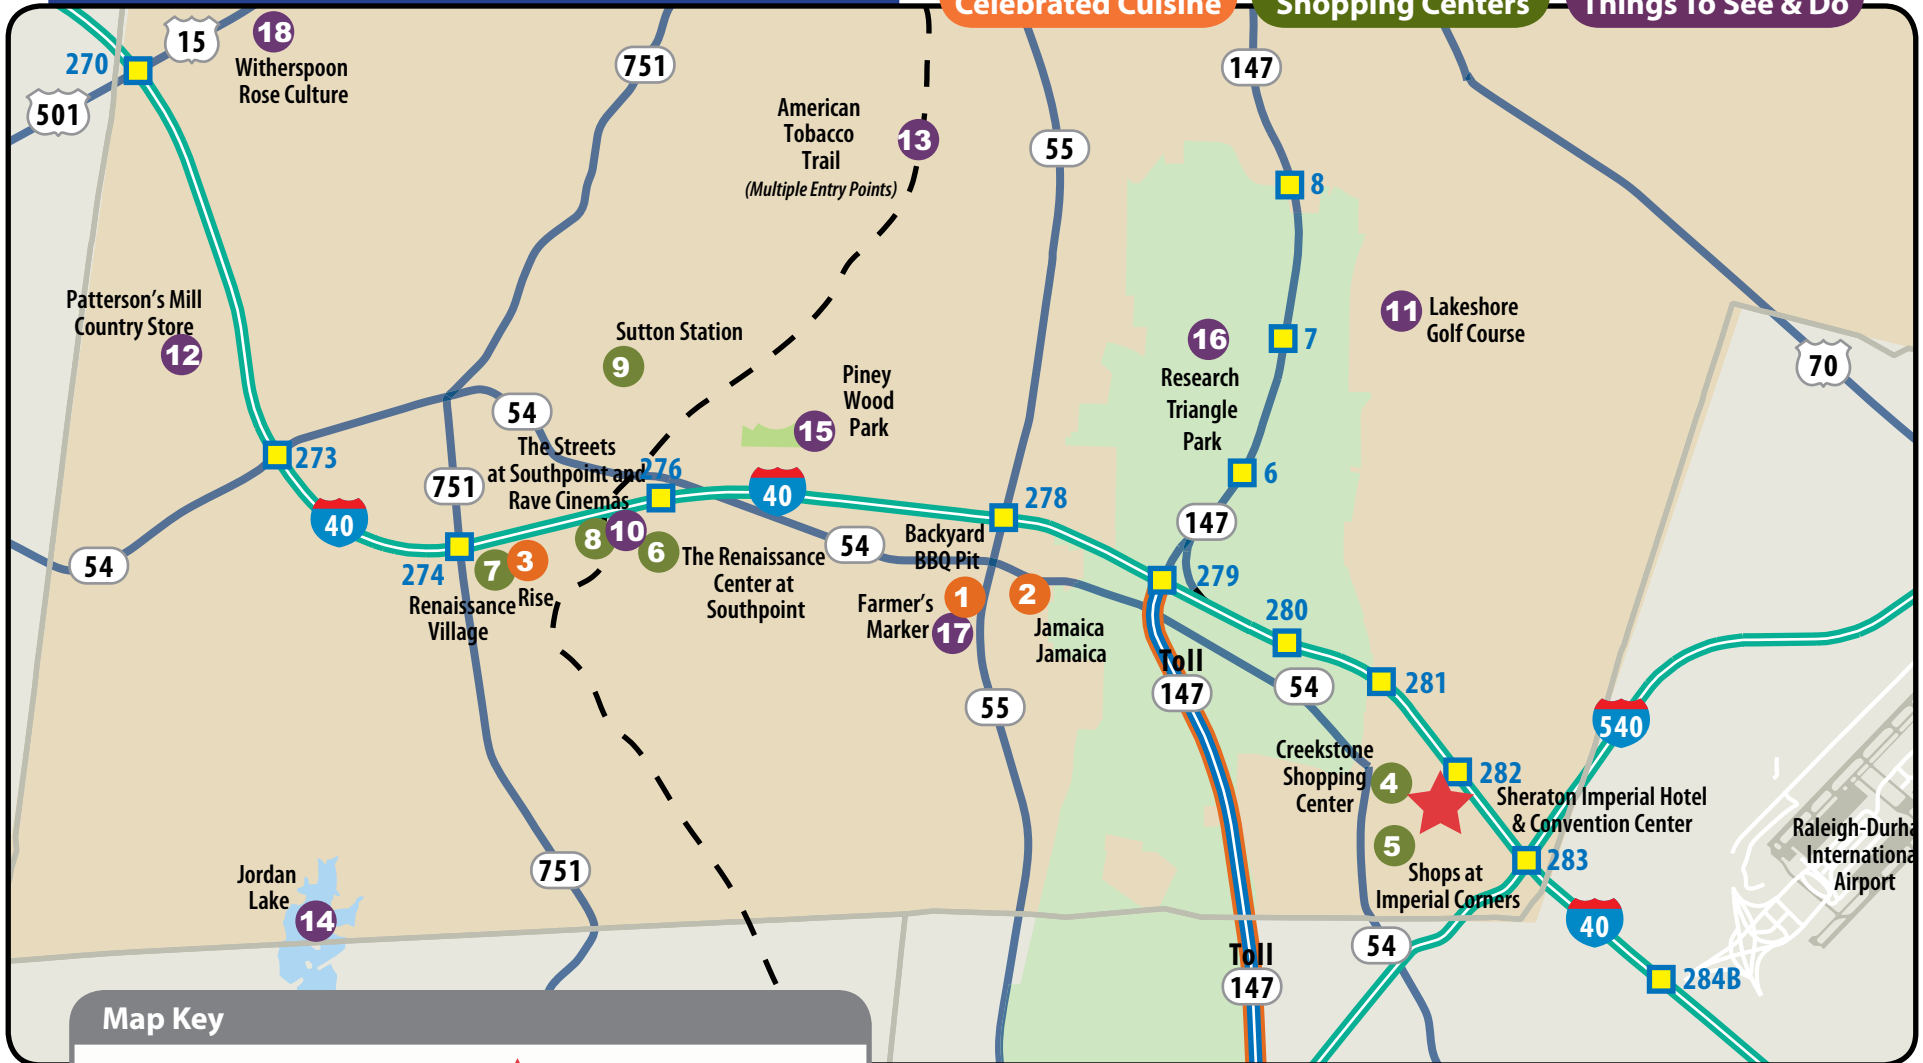 Celebrated Cuisine
Shopping Centers
Things To See & Do
15
18
Witherspoon
Rose Culture
270
501
751
147
American
Tobacco
Trail
(Multiple Entry Points)
13
55
8
Patterson's Mill
Country Store
12
Sutton Station
9
16
Research
Triangle
Park
7
11
Lakeshore
Golf Course
70
54
Piney
Wood
Park
15
273
The Streets
at Southpoint and
Rave Cinemas
276
751
40
40
278
6
147
54
274
7
3
Rise
Renaissance
Village
8
10
6
The Renaissance
Center at
Southpoint
54
Backyard
BBQ Pit
1
Farmer's
Marker
17
2
Jamaica
Jamaica
279
280
Toll
147
54
281
55
540
Creekstone
Shopping
Center
4
282
Sheraton Imperial Hotel
& Convention Center
5
Shops at
Imperial Corners
283
Raleigh-Durha
Internationa
Airport
751
Jordan
Lake
14
40
54
Toll
147
284B
Map Key